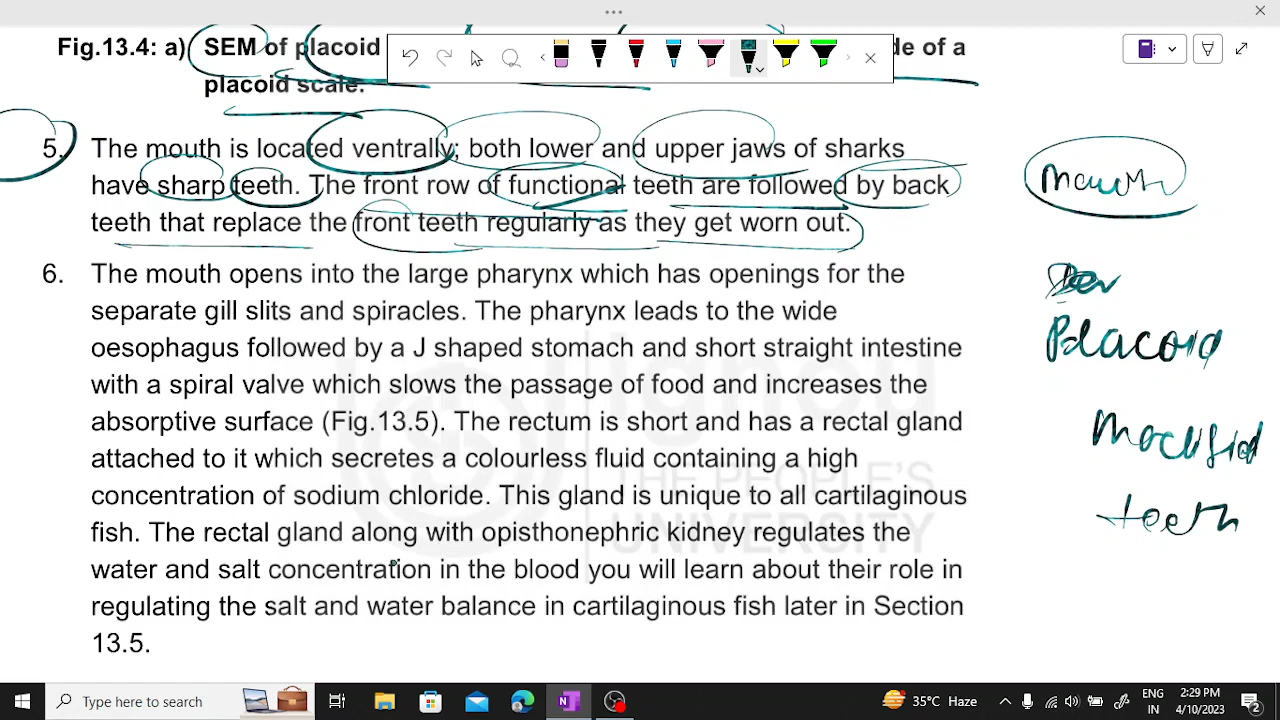 Fig.13.4: a) SEM of placoid de of a
placoid scale.
5. The mouth is located ventrally; both lower and upper jaws of sharks
have sharp teeth. The front row of functional teeth are followed by back
teeth that replace the front teeth regularly as they get worn out.
6. The mouth opens into the large pharynx which has openings for the
separate gill slits and spiracles. The pharynx leads to the wide
oesophagus followed by a J shaped stomach and short straight intestine
with a spiral valve which slows the passage of food and increases the
absorptive surface (Fig.13.5). The rectum is short and has a rectal gland
attached to it which secretes a colourless fluid containing a high
concentration of sodium chloride. This gland is unique to all cartilaginous
fish. The rectal gland along with opisthonephric kidney regulates the
water and salt concentration in the blood you will learn about their role in
regulating the salt and water balance in cartilaginous fish later in Section
13.5.
mouth
Placoid
teeth
ignou
THE PEOPLE'S
UNIVERSITY
Type here to search
35°C Haze
ENG
IN
2:29 PM
4/10/2023
2